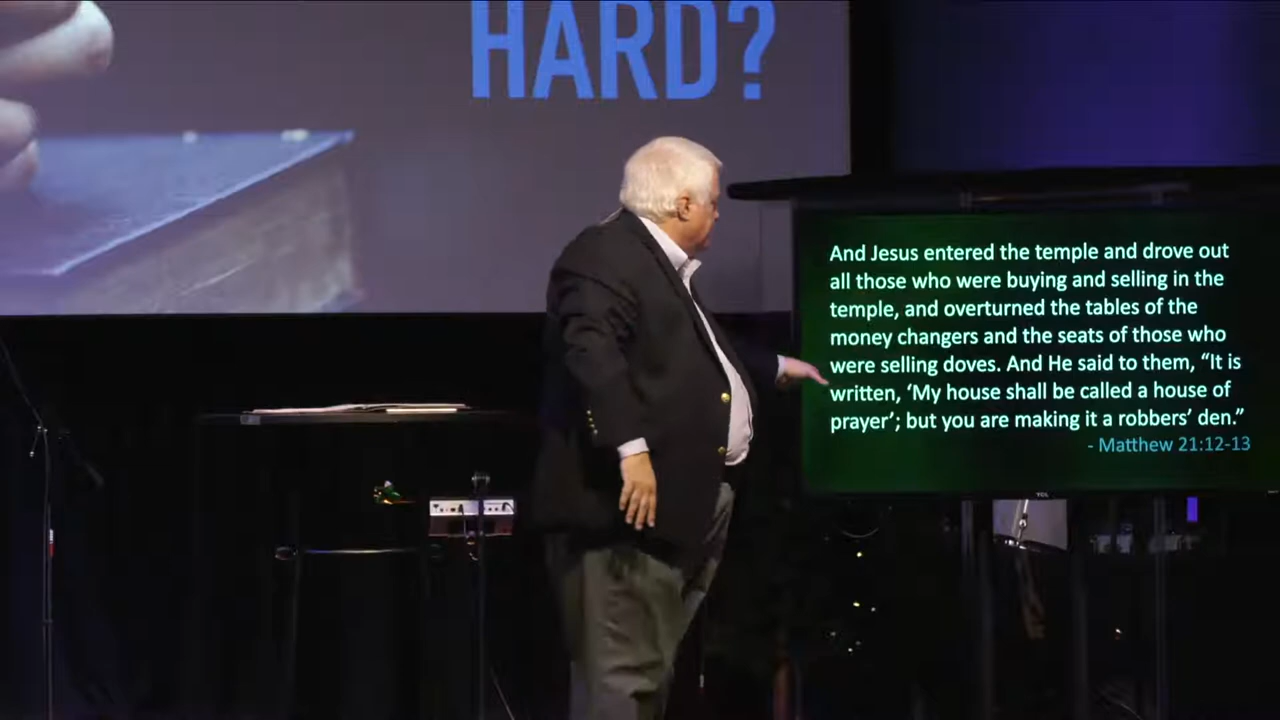 HARD?
And Jesus entered the temple and drove out
all those who were buying and selling in the
temple, and overturned the tables of the
money changers and the seats of those who
were selling doves. And He said to them, “It is
written, ‘My house shall be called a house of
prayer’; but you are making it a robbers’ den.”
- Matthew 21:12-13
TCL